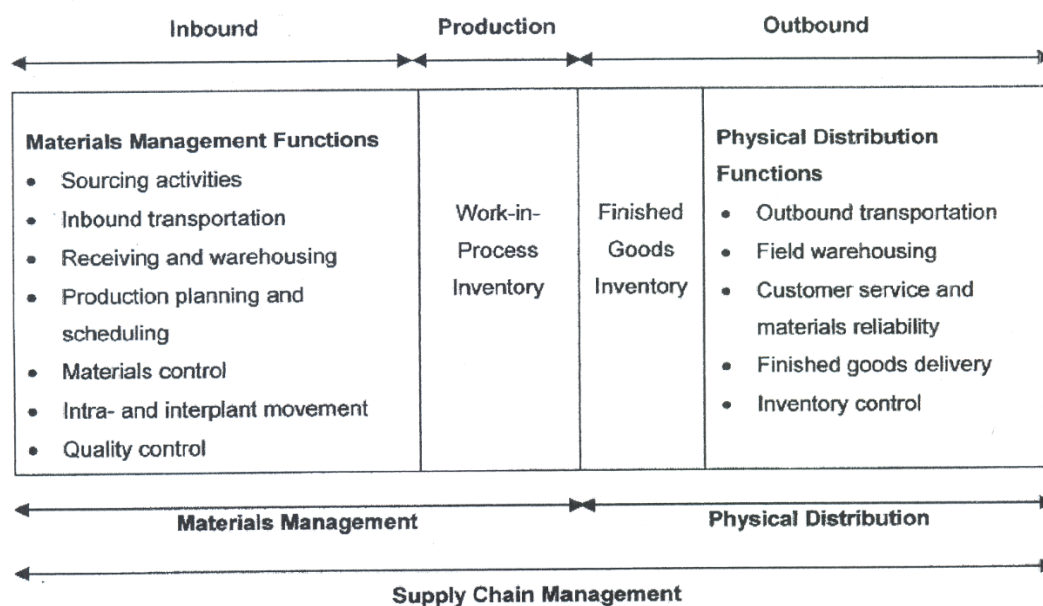 Inbound
Production
Outbound
Materials Management Functions
• Sourcing activities
• Inbound transportation
• Receiving and warehousing
• Production planning and
scheduling
• Materials control
• Intra- and interplant movement
• Quality control
Work-in-
Process
Inventory
Finished
Goods
Inventory
Physical Distribution
Functions
• Outbound transportation
• Field warehousing
• Customer service and
materials reliability
• Finished goods delivery
• Inventory control
Materials Management
Physical Distribution
Supply Chain Management